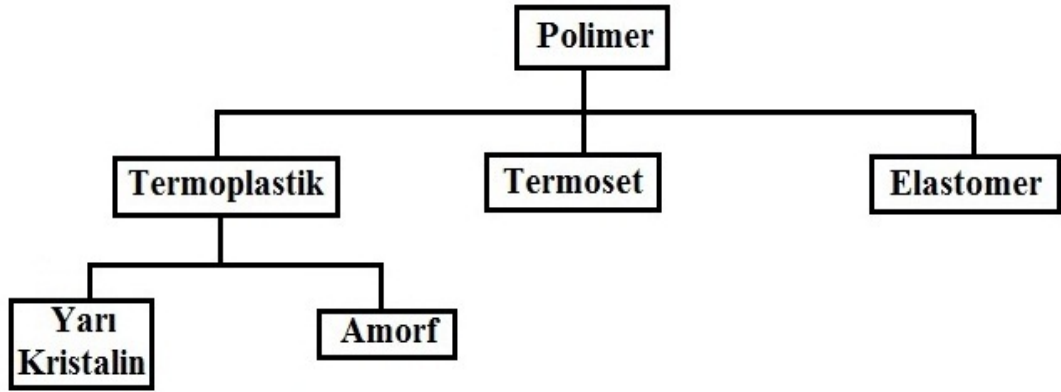 Polimer
Termoplastik
Termoset
Elastomer
Yarı
Kristalin
Amorf